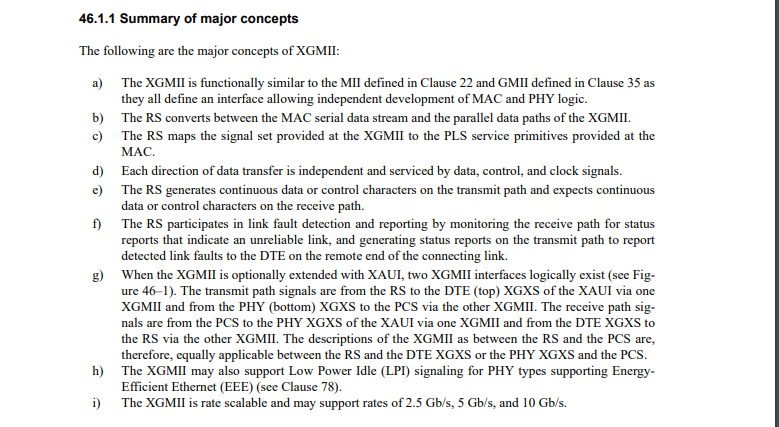 46.1.1 Summary of major concepts
The following are the major concepts of XGMII:
a) The XGMII is functionally similar to the MII defined in Clause 22 and GMII defined in Clause 35 as
they all define an interface allowing independent development of MAC and PHY logic.
b) The RS converts between the MAC serial data stream and the parallel data paths of the XGMII.
c) The RS maps the signal set provided at the XGMII to the PLS service primitives provided at the
MAC.
d) Each direction of data transfer is independent and serviced by data, control, and clock signals.
e) The RS generates continuous data or control characters on the transmit path and expects continuous
data or control characters on the receive path.
f) The RS participates in link fault detection and reporting by monitoring the receive path for status
reports that indicate an unreliable link, and generating status reports on the transmit path to report
detected link faults to the DTE on the remote end of the connecting link.
g) When the XGMII is optionally extended with XAUI, two XGMII interfaces logically exist (see Fig-
ure 46–1). The transmit path signals are from the RS to the DTE (top) XGXS of the XAUI via one
XGMII and from the PHY (bottom) XGXS to the PCS via the other XGMII. The receive path sig-
nals are from the PCS to the PHY XGXS of the XAUI via one XGMII and from the DTE XGXS to
the RS via the other XGMII. The descriptions of the XGMII as between the RS and the PCS are,
therefore, equally applicable between the RS and the DTE XGXS or the PHY XGXS and the PCS.
h) The XGMII may also support Low Power Idle (LPI) signaling for PHY types supporting Energy-
Efficient Ethernet (EEE) (see Clause 78).
i) The XGMII is rate scalable and may support rates of 2.5 Gb/s, 5 Gb/s, and 10 Gb/s.